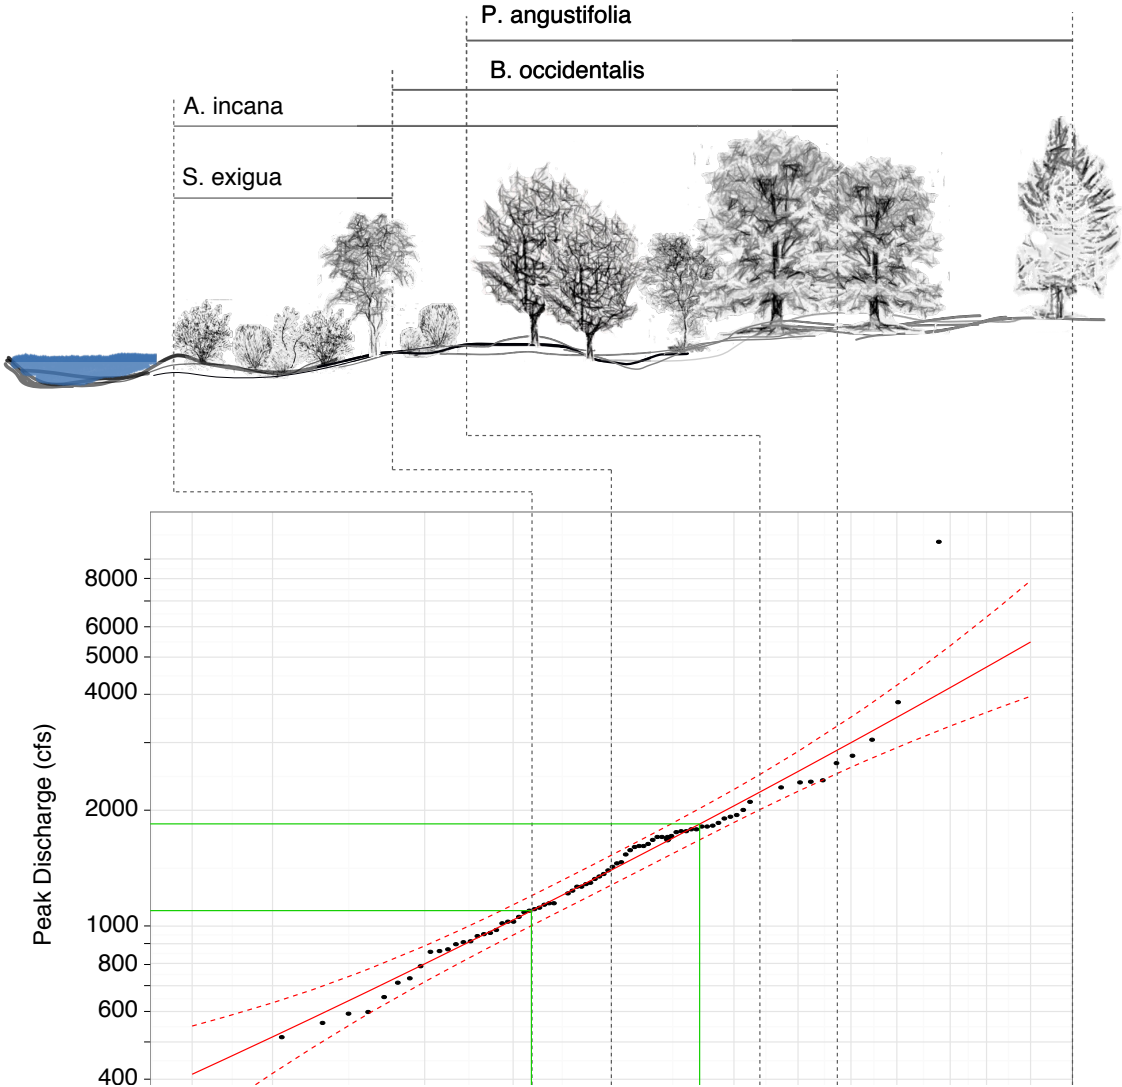 P. angustifolia
B. occidentalis
A. incana
S. exigua
8000
6000
5000
4000
2000
1000
800
600
400
Peak Discharge (cfs)